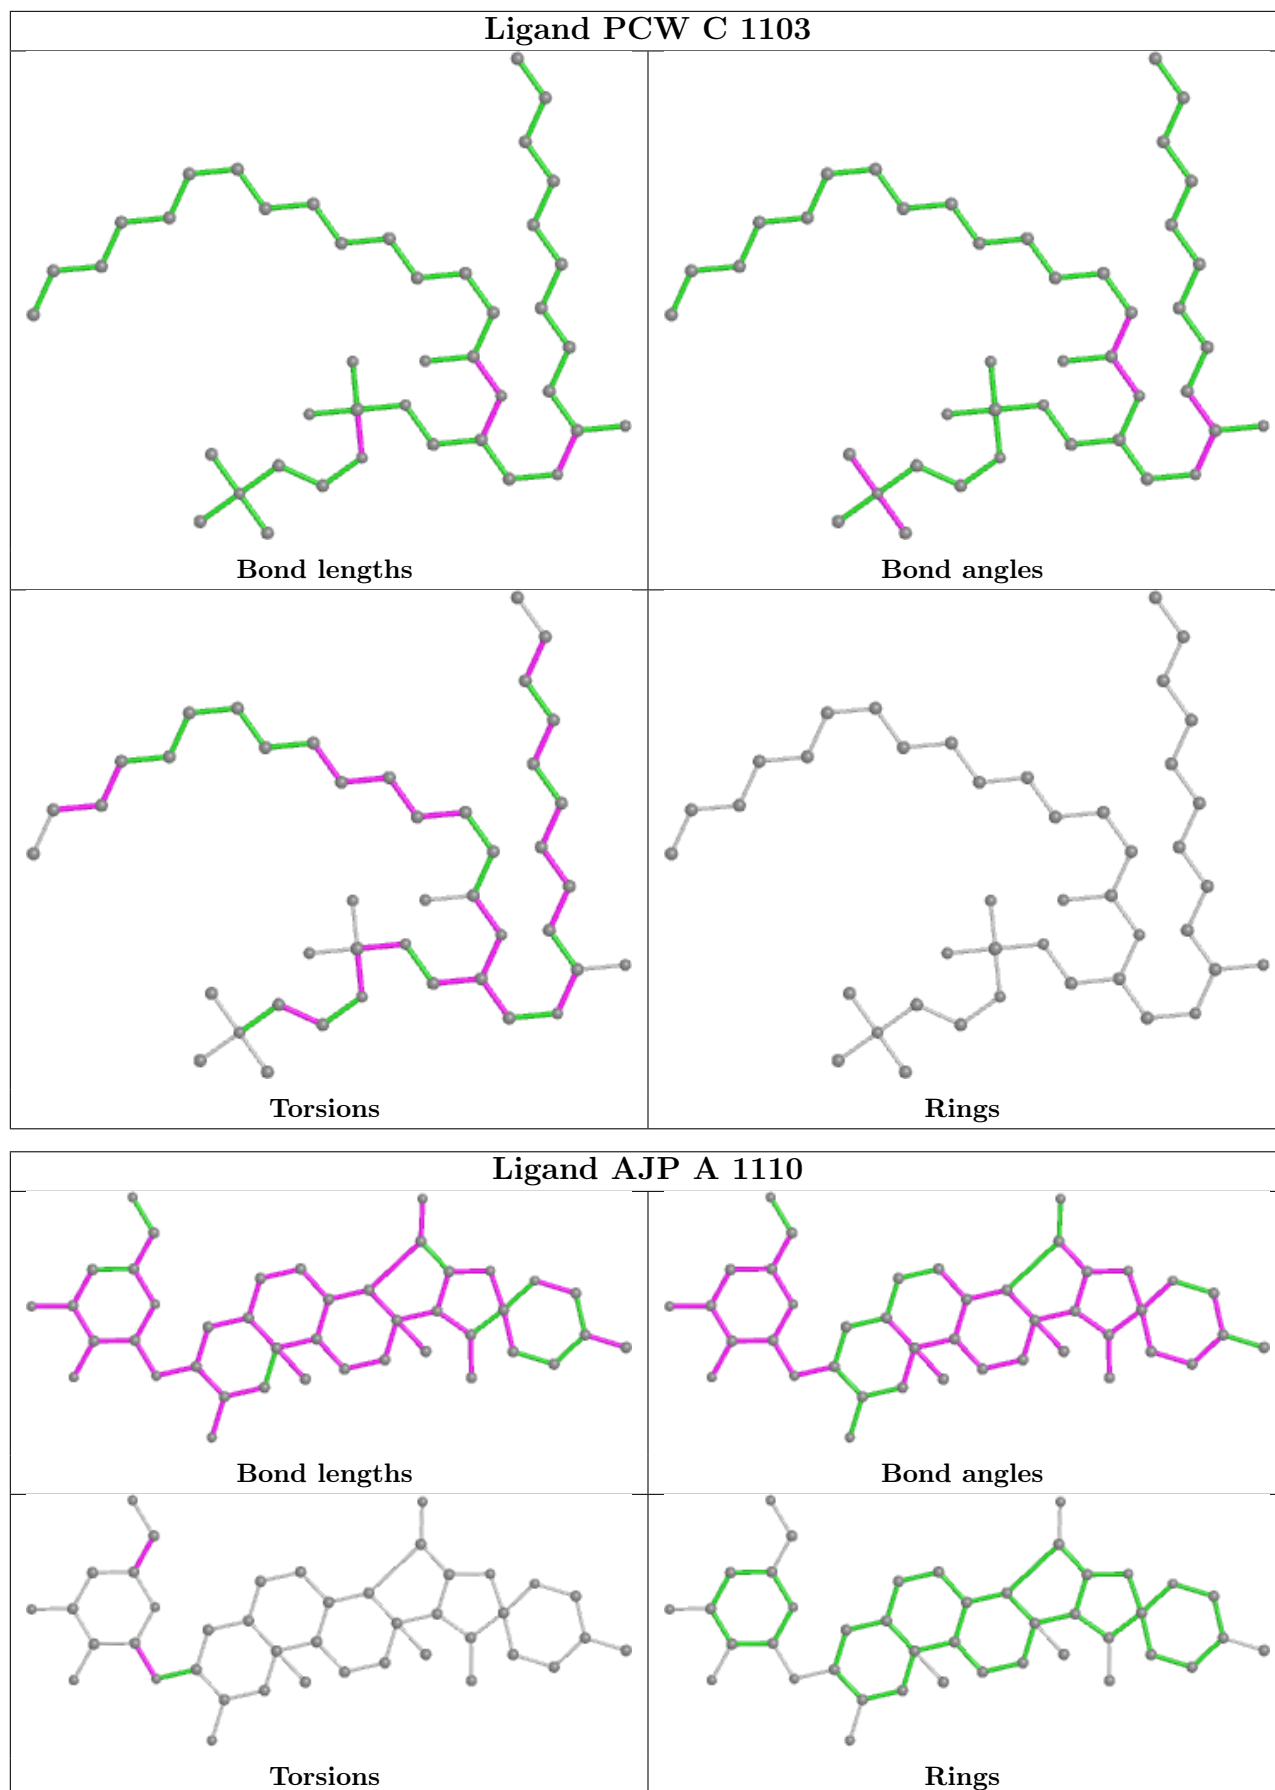 Ligand PCW C 1103
Bond lengths
Bond angles
Torsions
Rings
Ligand AJP A 1110
Bond lengths
Bond angles
Torsions
Rings